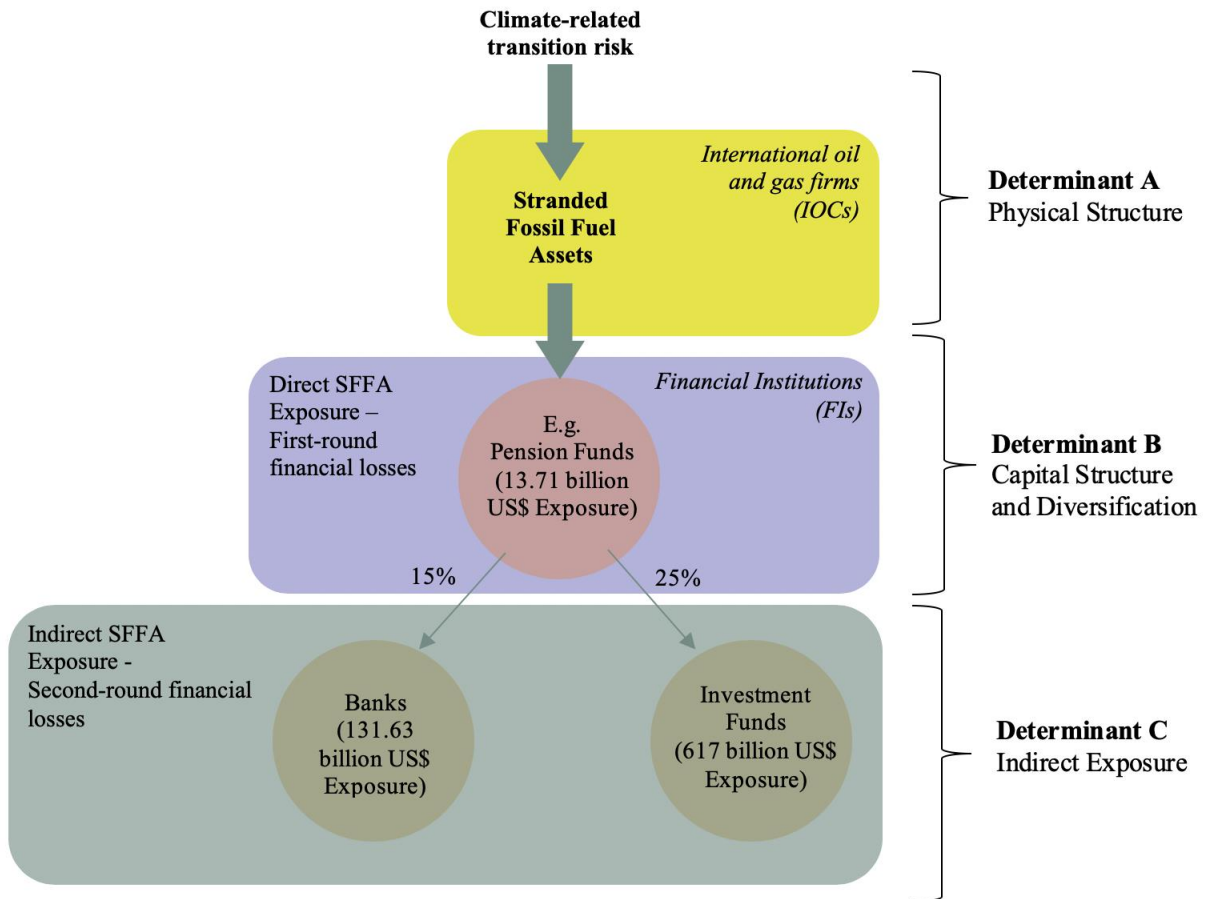 Climate-related
transition risk
International oil
and gas firms
(IOCs)
Stranded
Fossil Fuel
Assets
Determinant A
Physical Structure
Direct SFFA
Exposure –
First-round
financial losses
Financial Institutions
(FIs)
E.g.
Pension Funds
(13.71 billion
US$ Exposure)
Determinant B
Capital Structure
and Diversification
15%
25%
Indirect SFFA
Exposure -
Second-round financial
losses
Banks
(131.63
billion US$
Exposure)
Investment
Funds
(617 billion US$
Exposure)
Determinant C
Indirect Exposure